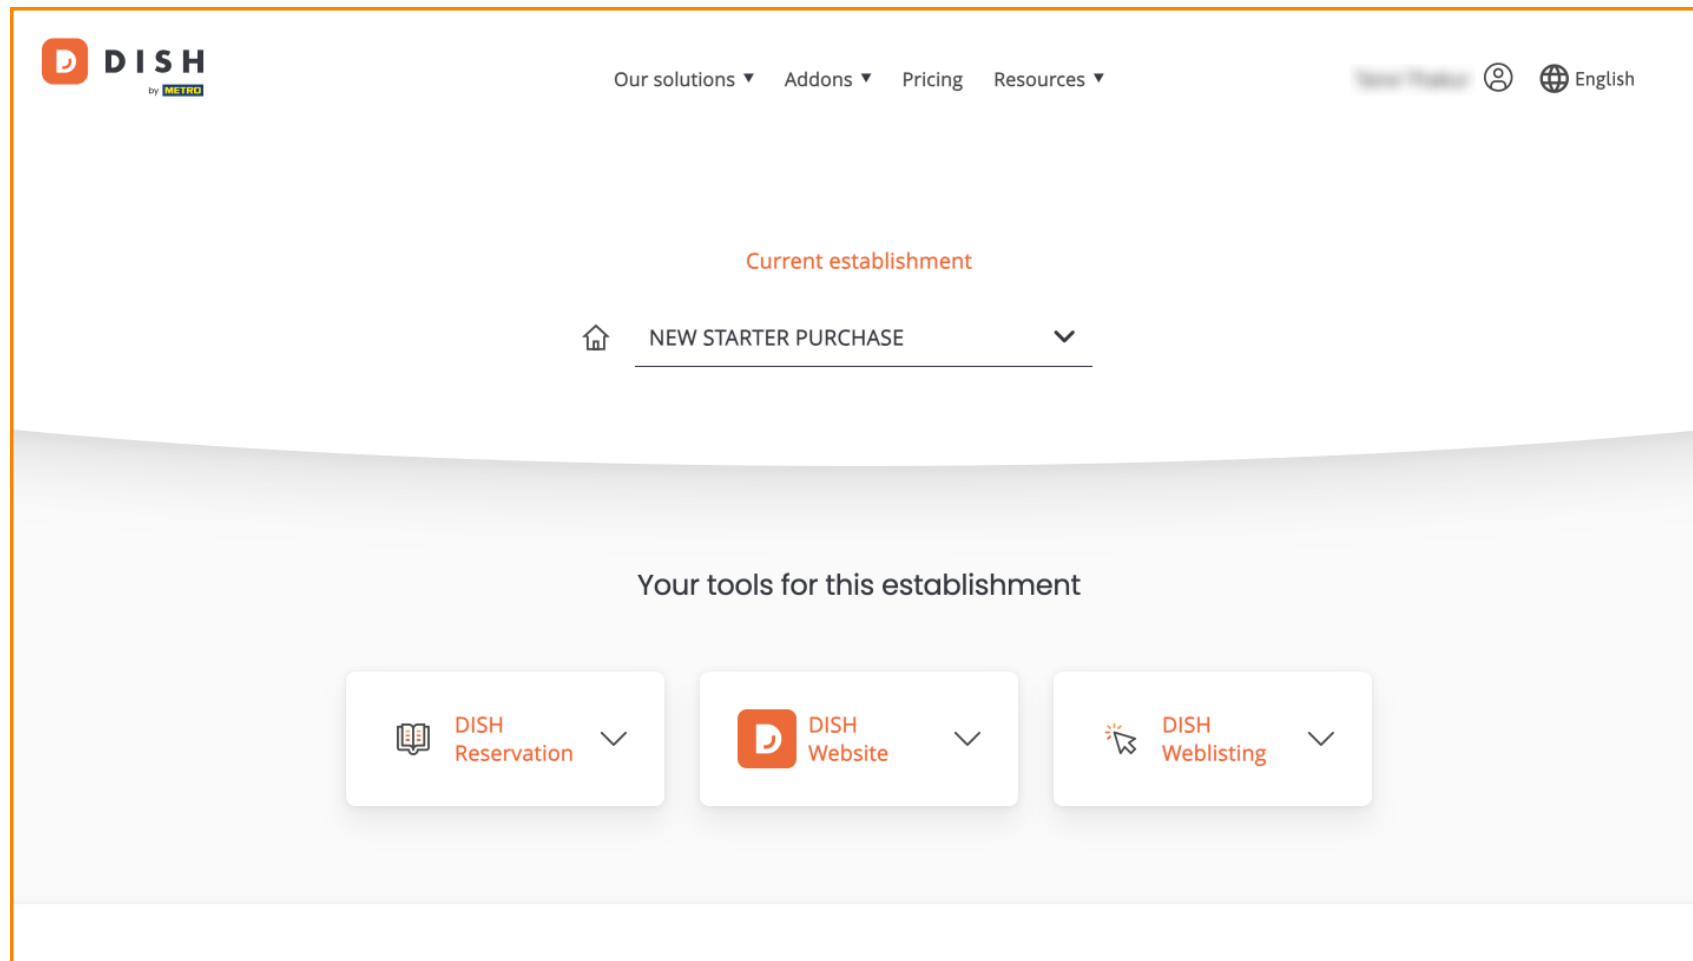 DISH
by METRO
Our solutions ▼ Addons ▼ Pricing Resources ▼
English
Current establishment
NEW STARTER PURCHASE
Your tools for this establishment
DISH
Reservation
DISH
Website
DISH
Weblisting